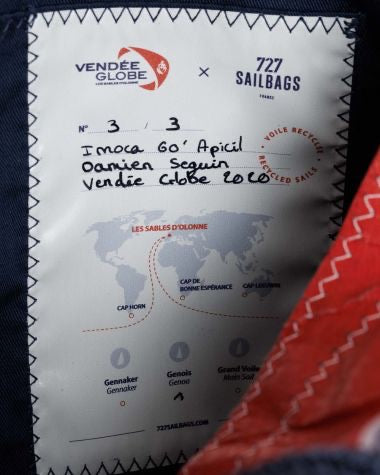 VENDÉE
GLOBE
LES SABLES D'OLONNE
×
727
SAILBAGS
FRANCE
N° 3 / 3
Imoca 60' Apicil
Damien Seguin
Vendée Globe 2020
• VOILE RECYCLÉE • RECYCLED SAILS
LES SABLES D'OLONNE
CAP HORN
CAP DE
BONNE ESPÉRANCE
CAP LEEUWIN
Gennaker
Gennaker
Genois
Genoa
Grand Voile
Main Sail
727SAILBAGS.COM